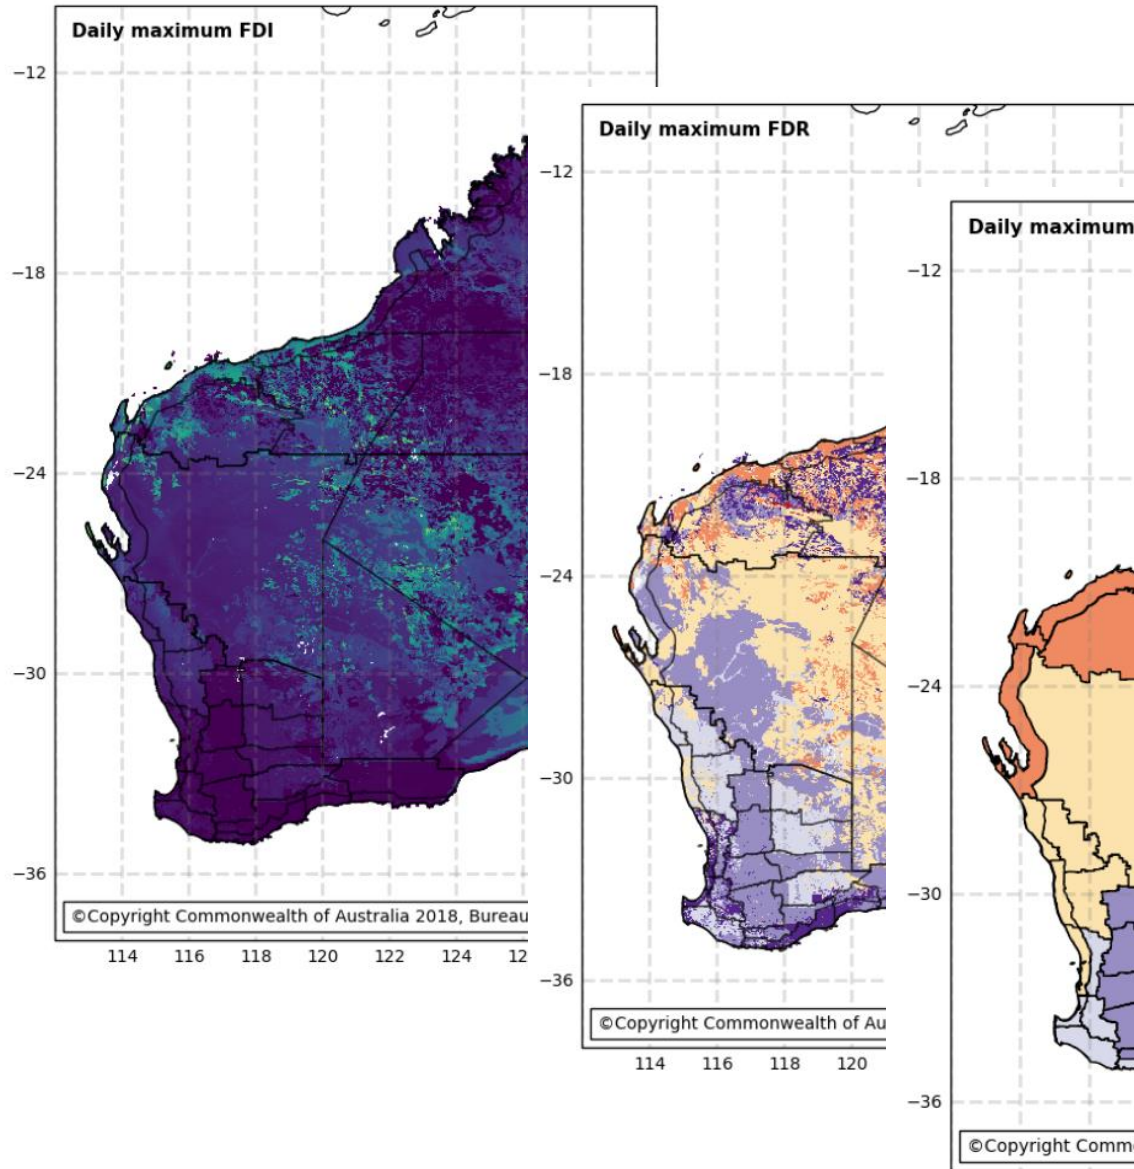 Daily maximum FDI
−12
−18
−24
−30
−36
©Copyright Commonwealth of Australia 2018, Bureau
114 116 118 120 122 124 12
Daily maximum FDR
−12
−18
−24
−30
−36
©Copyright Commonwealth of Au
114 116 118 120
Daily maximum
−12
−18
−24
−30
−36
©Copyright Commo